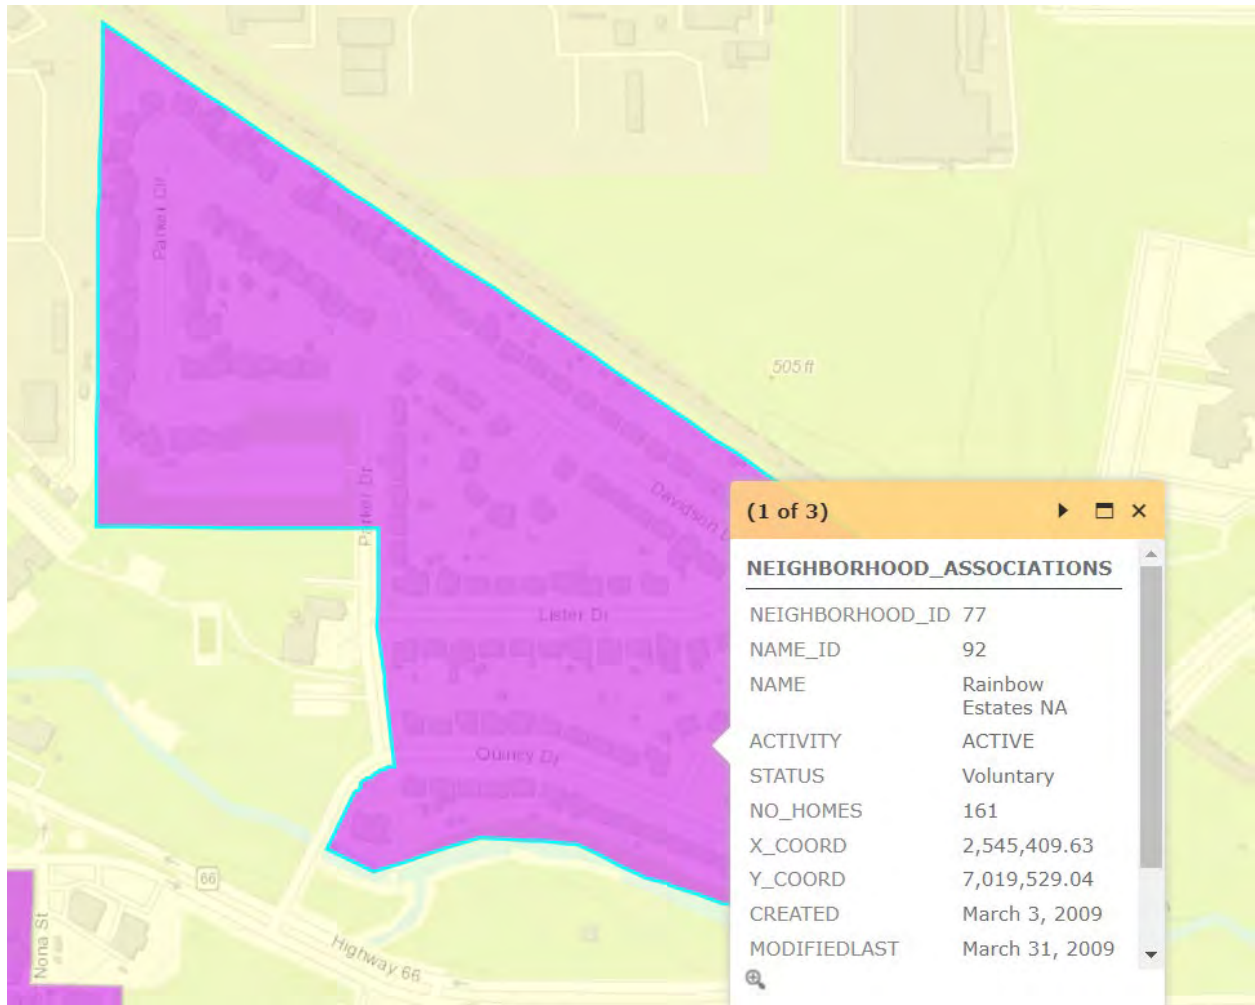 Parker Cir
505 ft
Davidson D
Parker Dr
Lister Dr
Quincy Dr
66
Highway 66
Nona St
(1 of 3)
NEIGHBORHOOD_ASSOCIATIONS
NEIGHBORHOOD_ID 77
NAME_ID 92
NAME Rainbow
Estates NA
ACTIVITY ACTIVE
STATUS Voluntary
NO_HOMES 161
X_COORD 2,545,409.63
Y_COORD 7,019,529.04
CREATED March 3, 2009
MODIFIEDLAST March 31, 2009